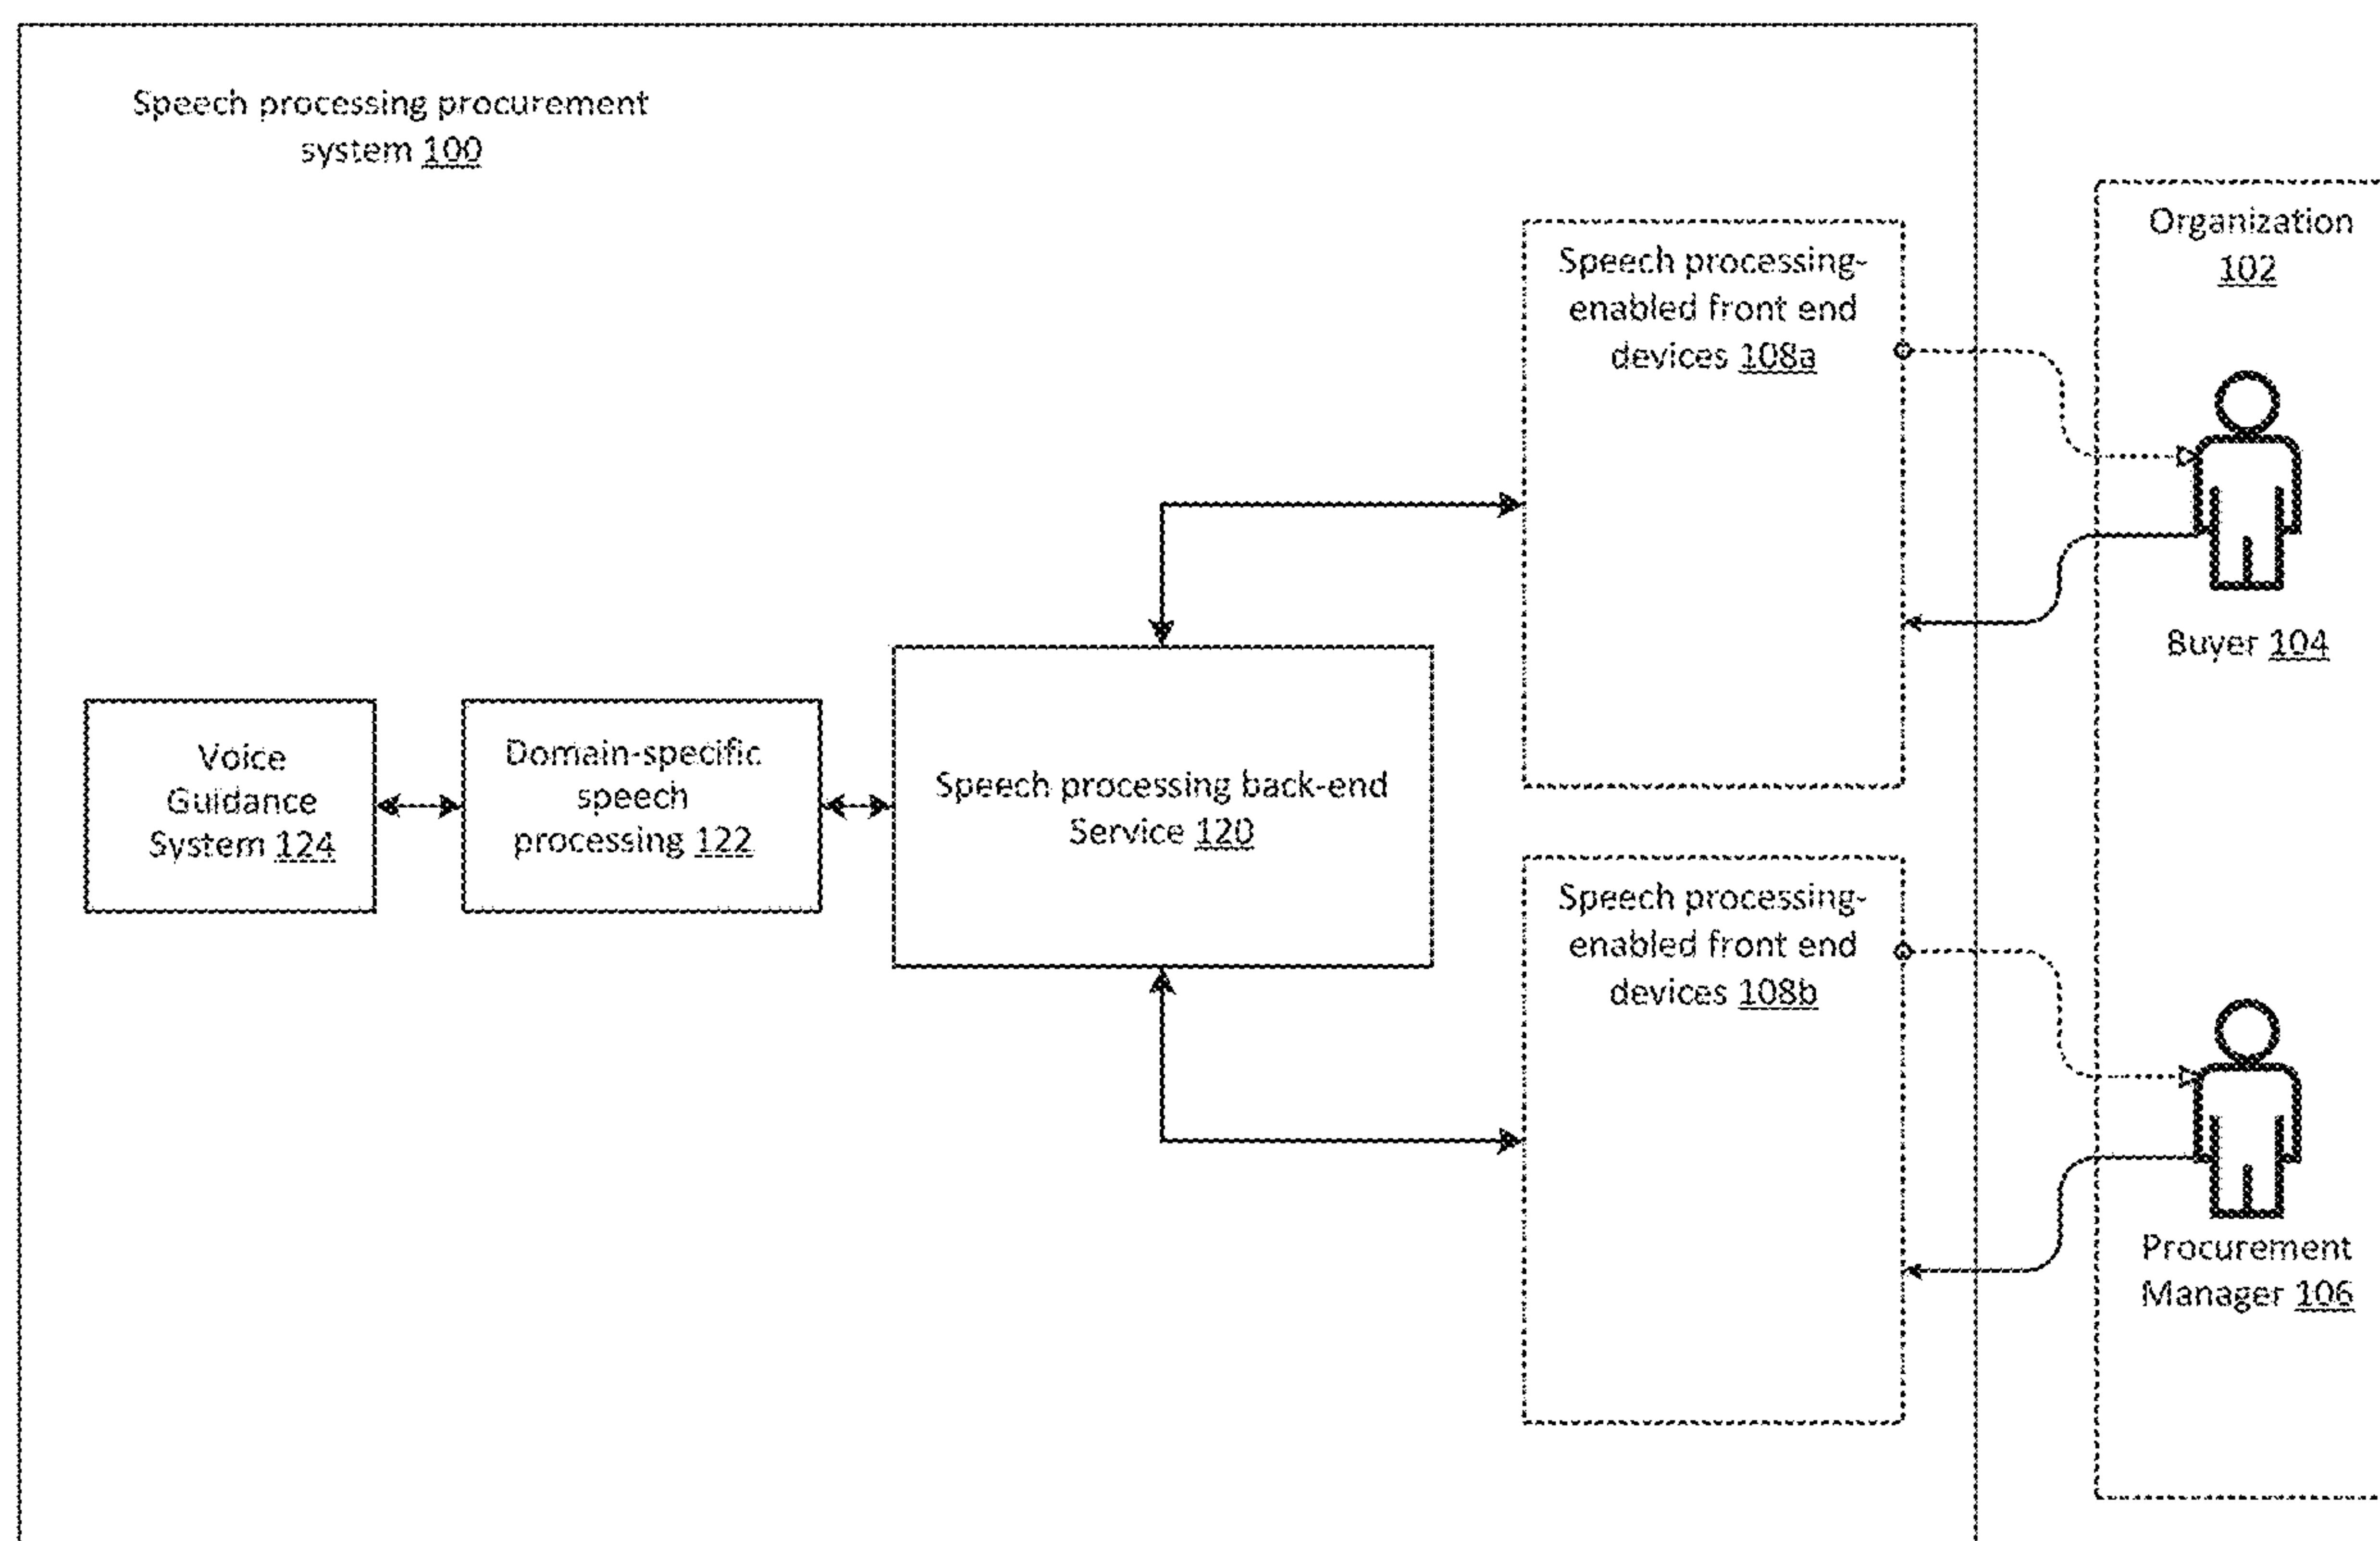 Speech processing procurement
system 100
Organization
102
Speech processing-
enabled front end
devices 108a
Buyer 104
Voice
Guidance
System 124
Domain-specific
speech
processing 122
Speech processing back-end
Service 120
Speech processing-
enabled front end
devices 108b
Procurement
Manager 106